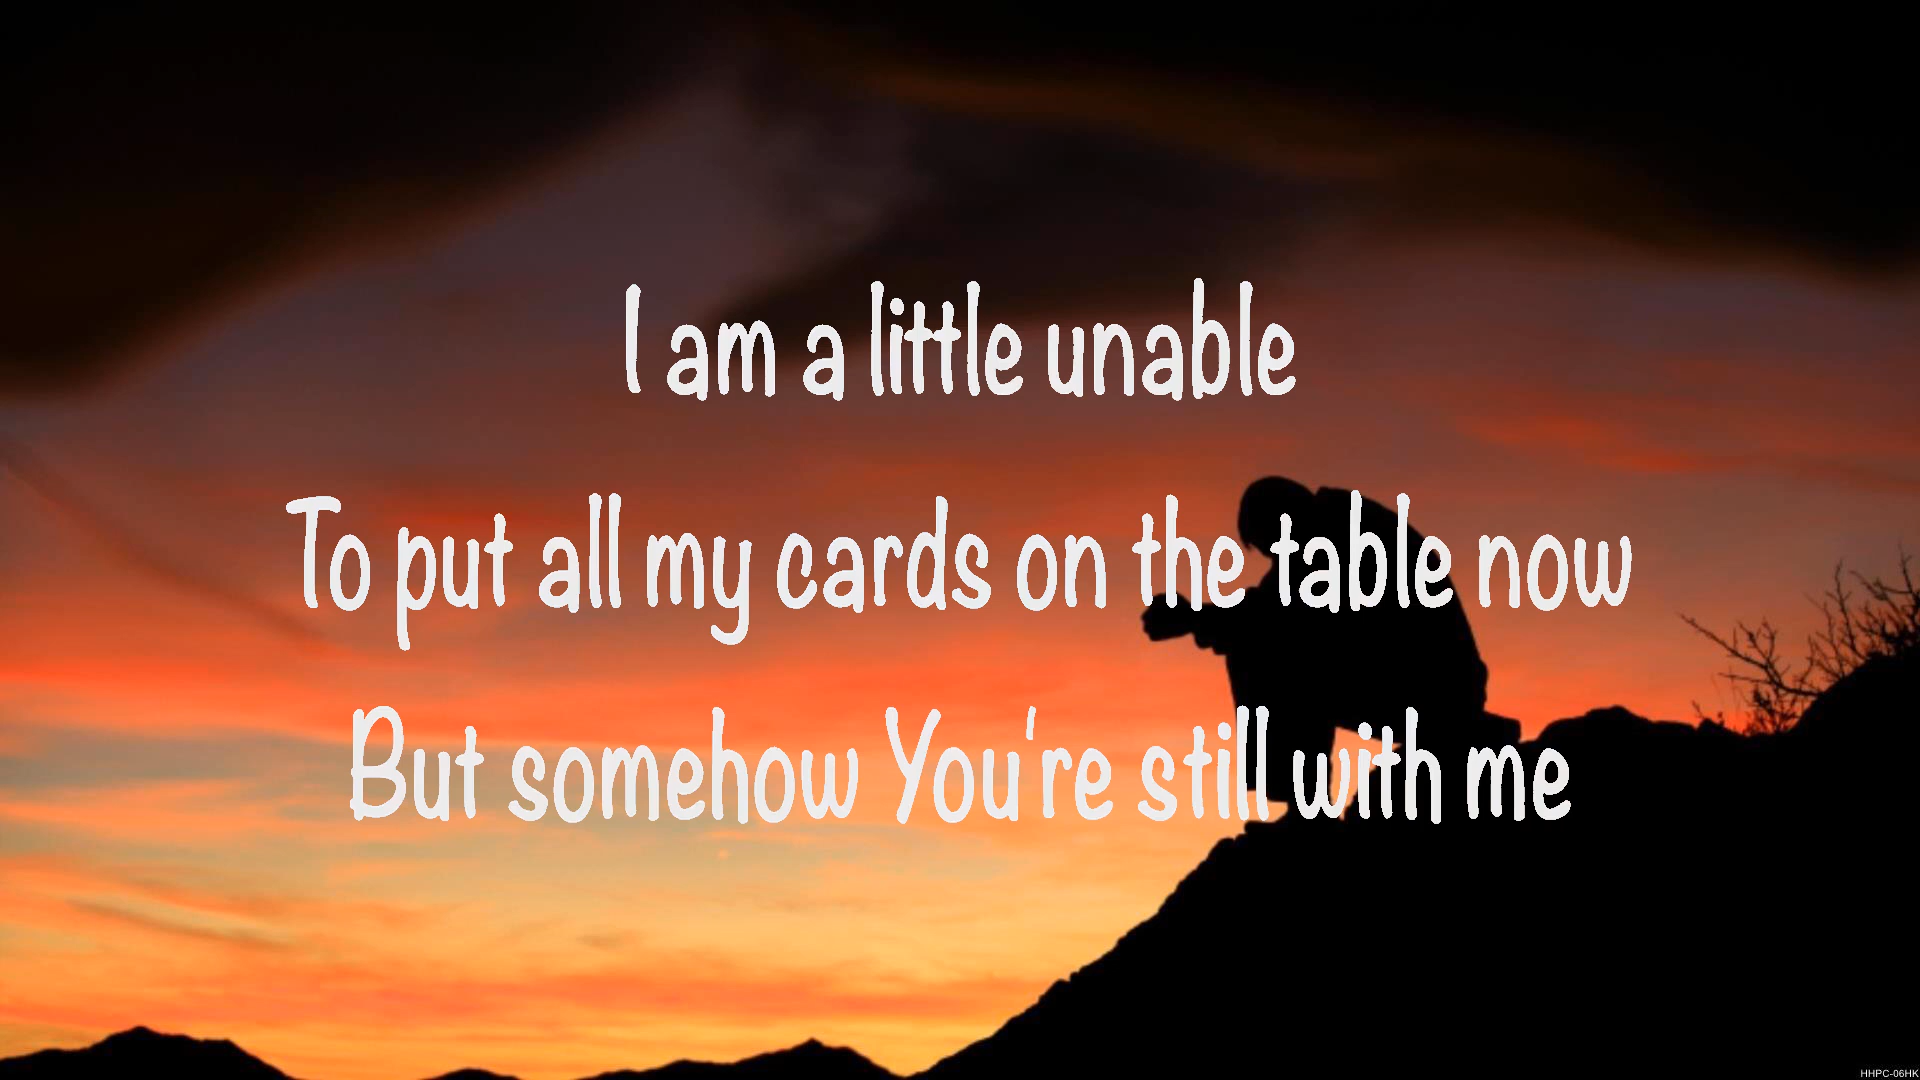 I am a little unable
To put all my cards on the table now
But somehow You're still with me
HHPC-06HK